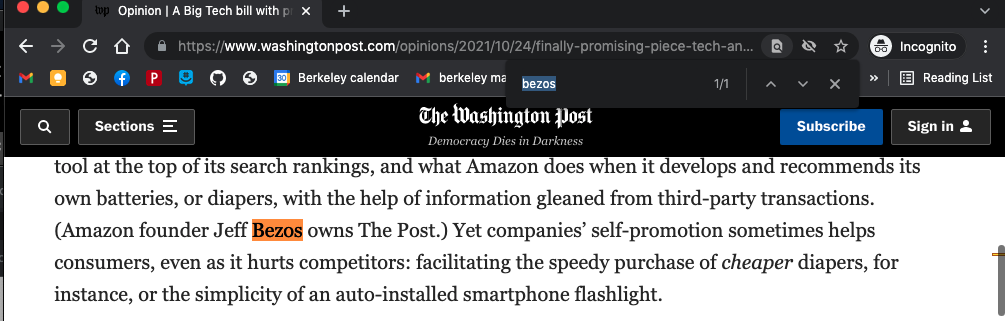 Opinion | A Big Tech bill with p
https://www.washingtonpost.com/opinions/2021/10/24/finally-promising-piece-tech-an...
Incognito
Berkeley calendar
berkeley ma
»
Reading List
bezos
1/1
Sections
The Washington Post
Democracy Dies in Darkness
Subscribe
Sign in
tool at the top of its search rankings, and what Amazon does when it develops and recommends its
own batteries, or diapers, with the help of information gleaned from third-party transactions.
(Amazon founder Jeff Bezos owns The Post.) Yet companies’ self-promotion sometimes helps
consumers, even as it hurts competitors: facilitating the speedy purchase of cheaper diapers, for
instance, or the simplicity of an auto-installed smartphone flashlight.